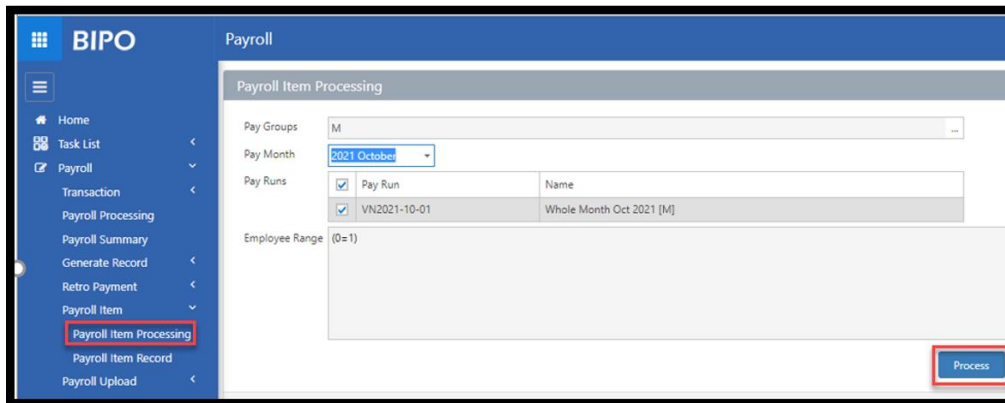 BIPO
Payroll
Payroll Item Processing
Home
Task List
Payroll
Transaction
Payroll Processing
Payroll Summary
Generate Record
Retro Payment
Payroll Item
Payroll Item Processing
Payroll Item Record
Payroll Upload
Pay Groups M ...
Pay Month 2021 October
Pay Runs Pay Run Name
VN2021-10-01 Whole Month Oct 2021 [M]
Employee Range (0=1)
Process